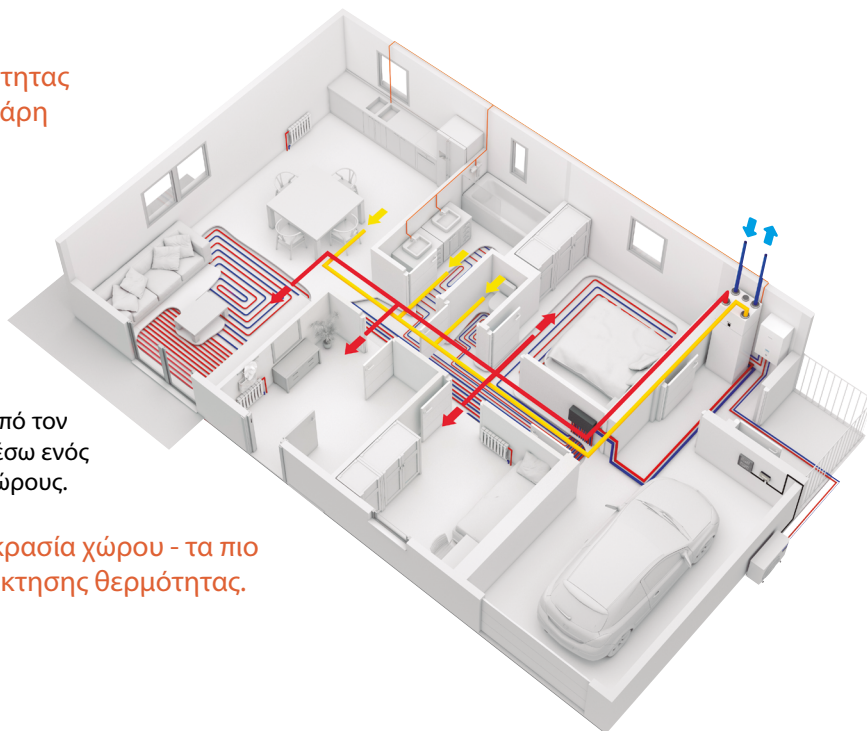 τητας
άρη
πό τον
έσω ενός
ώρους.
κρασία χώρου - τα πιο
κτησης θερμότητας.